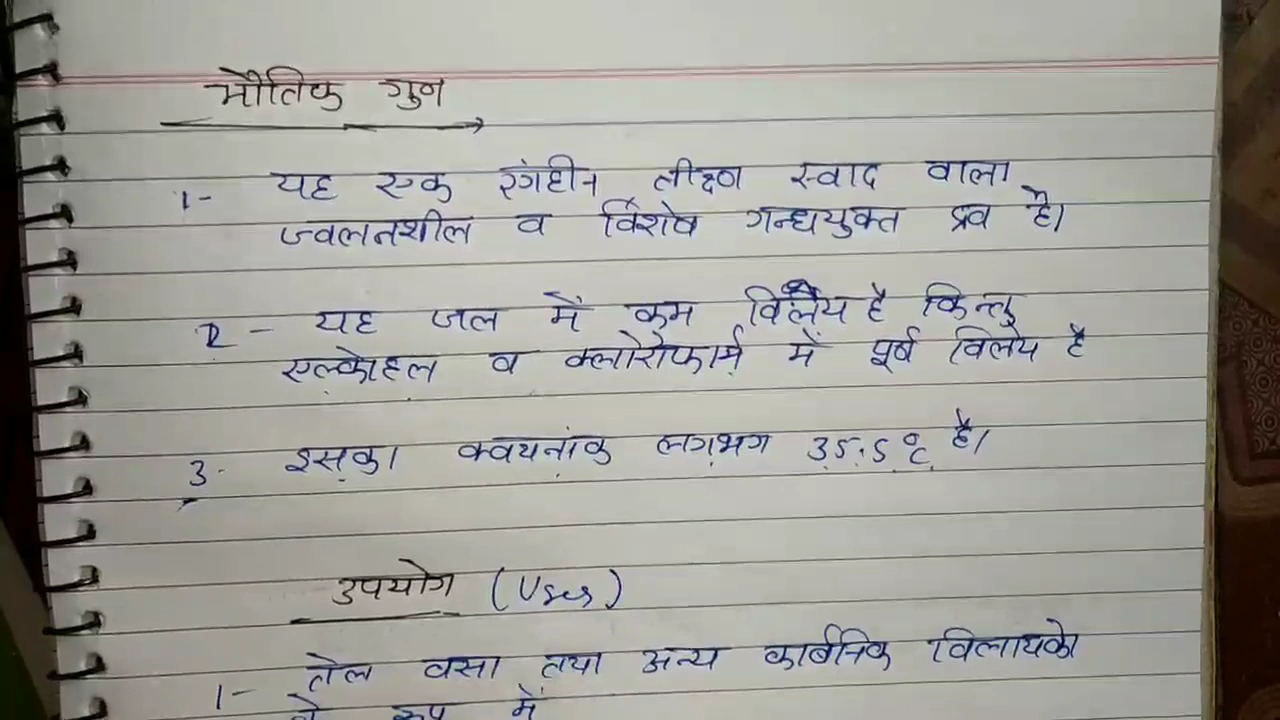 भौतिक गुन
1- यह एक रंगहीन तीक्ष्ण स्वाद वाला
ज्वलनशील व विशेष गन्धयुक्त द्रव है।
2- यह जल में कम विलेय है किन्तु
एल्कोहल व क्लोरोफार्म में पूर्ण विलेय है
3- इसका क्वथनांक लगभग 35.5°C है।
उपयोग (Uses)
1- तेल वसा तथा अन्य कार्बनिक विलायको
के रूप में